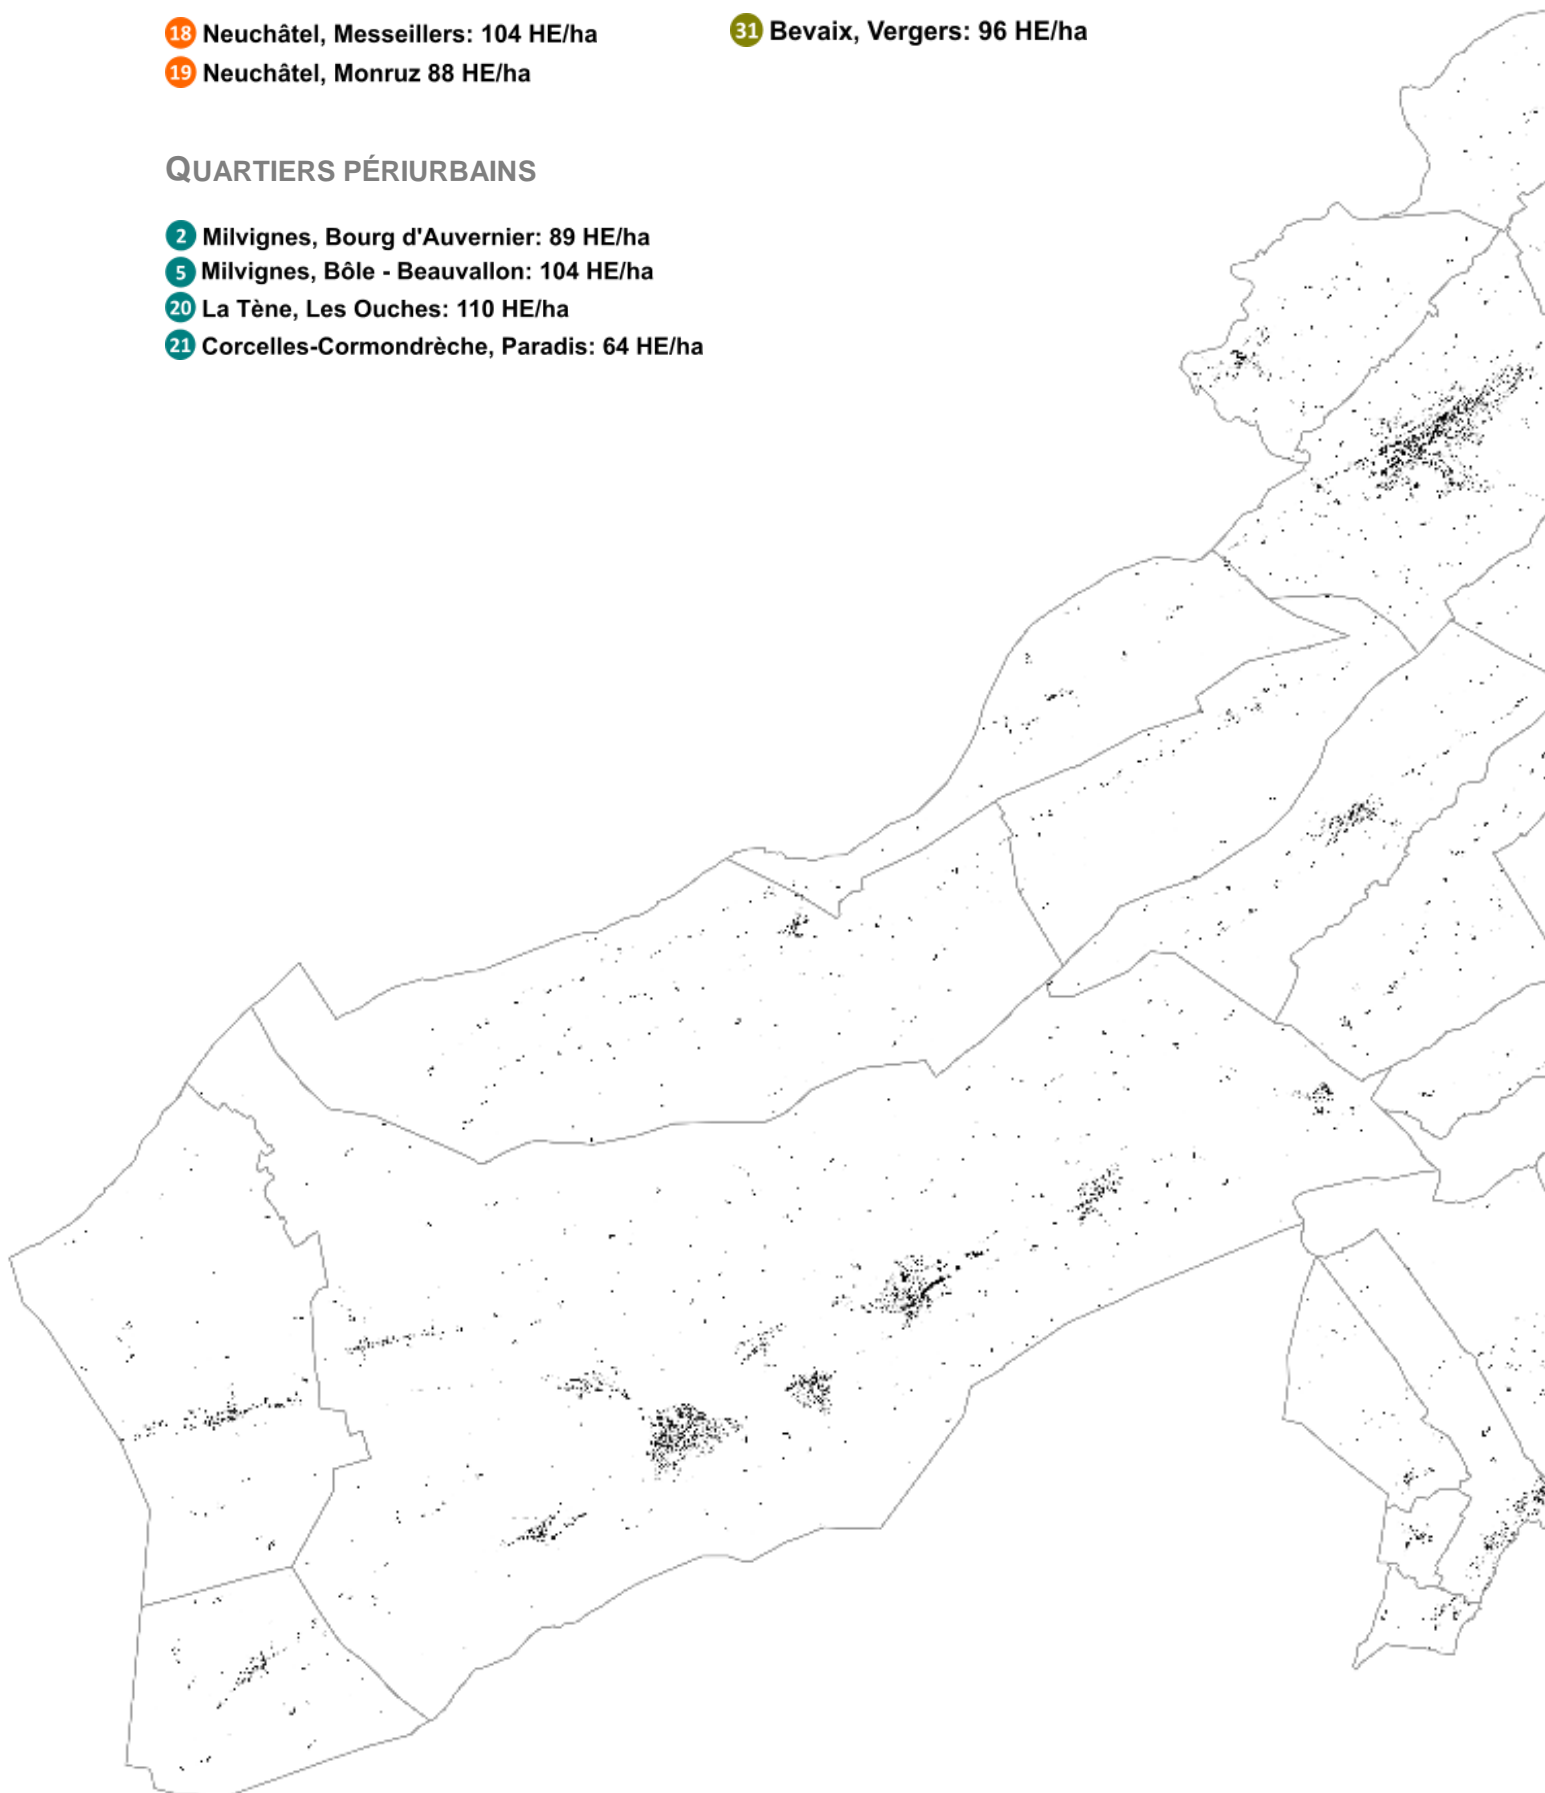 18 Neuchâtel, Messeillers: 104 HE/ha
19 Neuchâtel, Monruz 88 HE/ha
31 Bevaix, Vergers: 96 HE/ha
QUARTIERS PÉRIURBAINS
2 Milvignes, Bourg d'Auvernier: 89 HE/ha
5 Milvignes, Bôle - Beauvallon: 104 HE/ha
20 La Tène, Les Ouches: 110 HE/ha
21 Corcelles-Cormondrèche, Paradis: 64 HE/ha